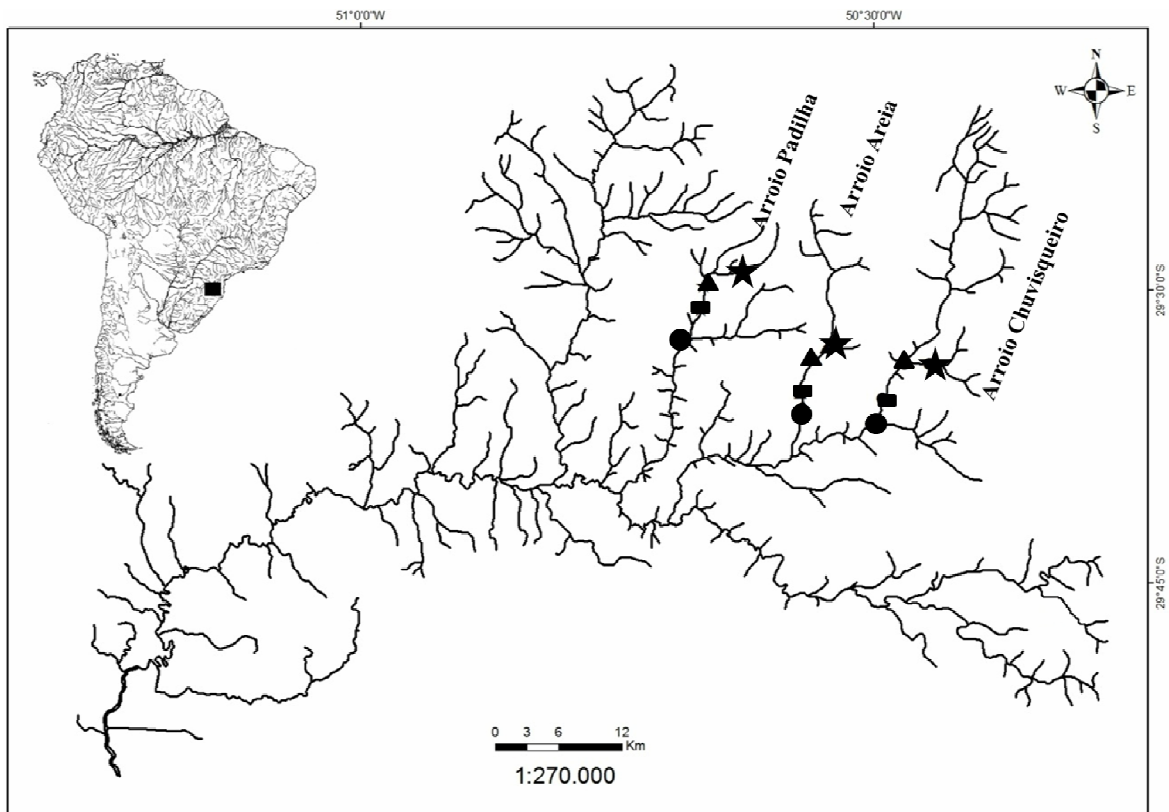 51°0'0"W
50°30'0"W
N
W
E
S
Arroio Padilha
Arroio Areia
Arroio Chuvisqueiro
29°30'0"S
29°45'0"S
0 3 6 12
Km
1:270.000